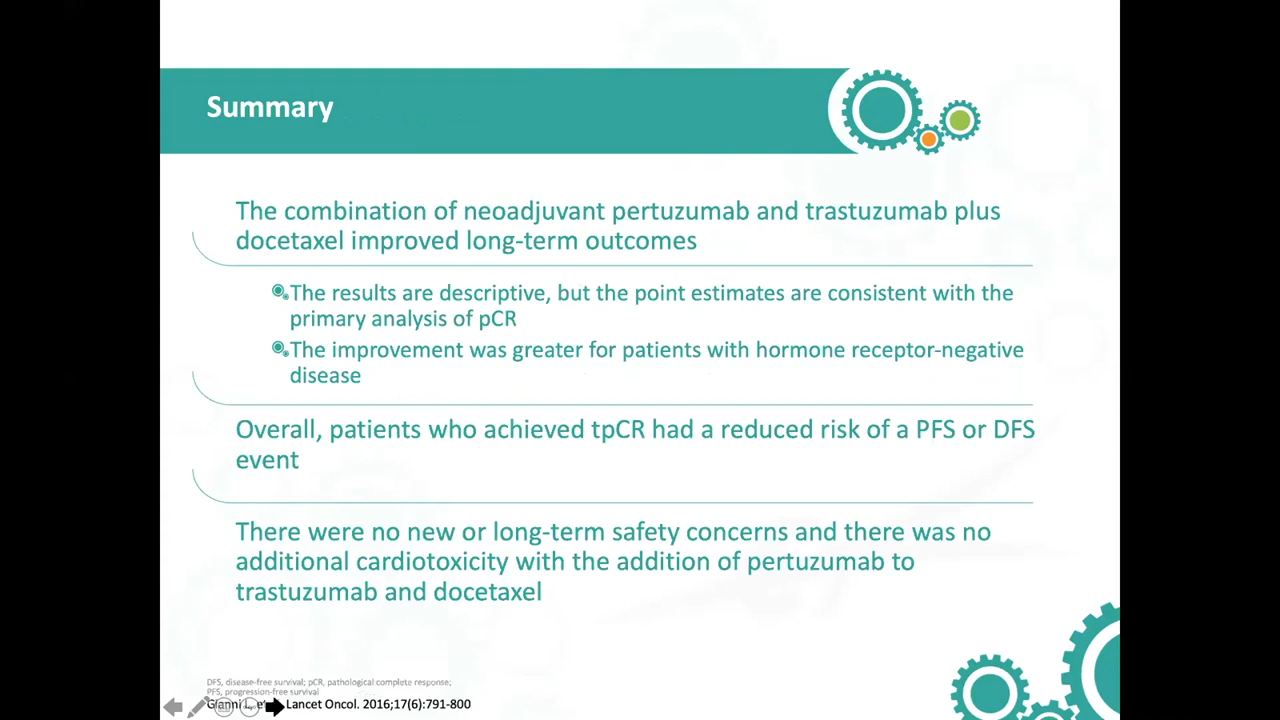 Summary
The combination of neoadjuvant pertuzumab and trastuzumab plus
docetaxel improved long-term outcomes
The results are descriptive, but the point estimates are consistent with the
primary analysis of pCR
The improvement was greater for patients with hormone receptor-negative
disease
Overall, patients who achieved tpCR had a reduced risk of a PFS or DFS
event
There were no new or long-term safety concerns and there was no
additional cardiotoxicity with the addition of pertuzumab to
trastuzumab and docetaxel
DFS, disease-free survival; pCR, pathological complete response;
PFS, progression-free survival
Gianni Lancet Oncol. 2016;17(6):791-800